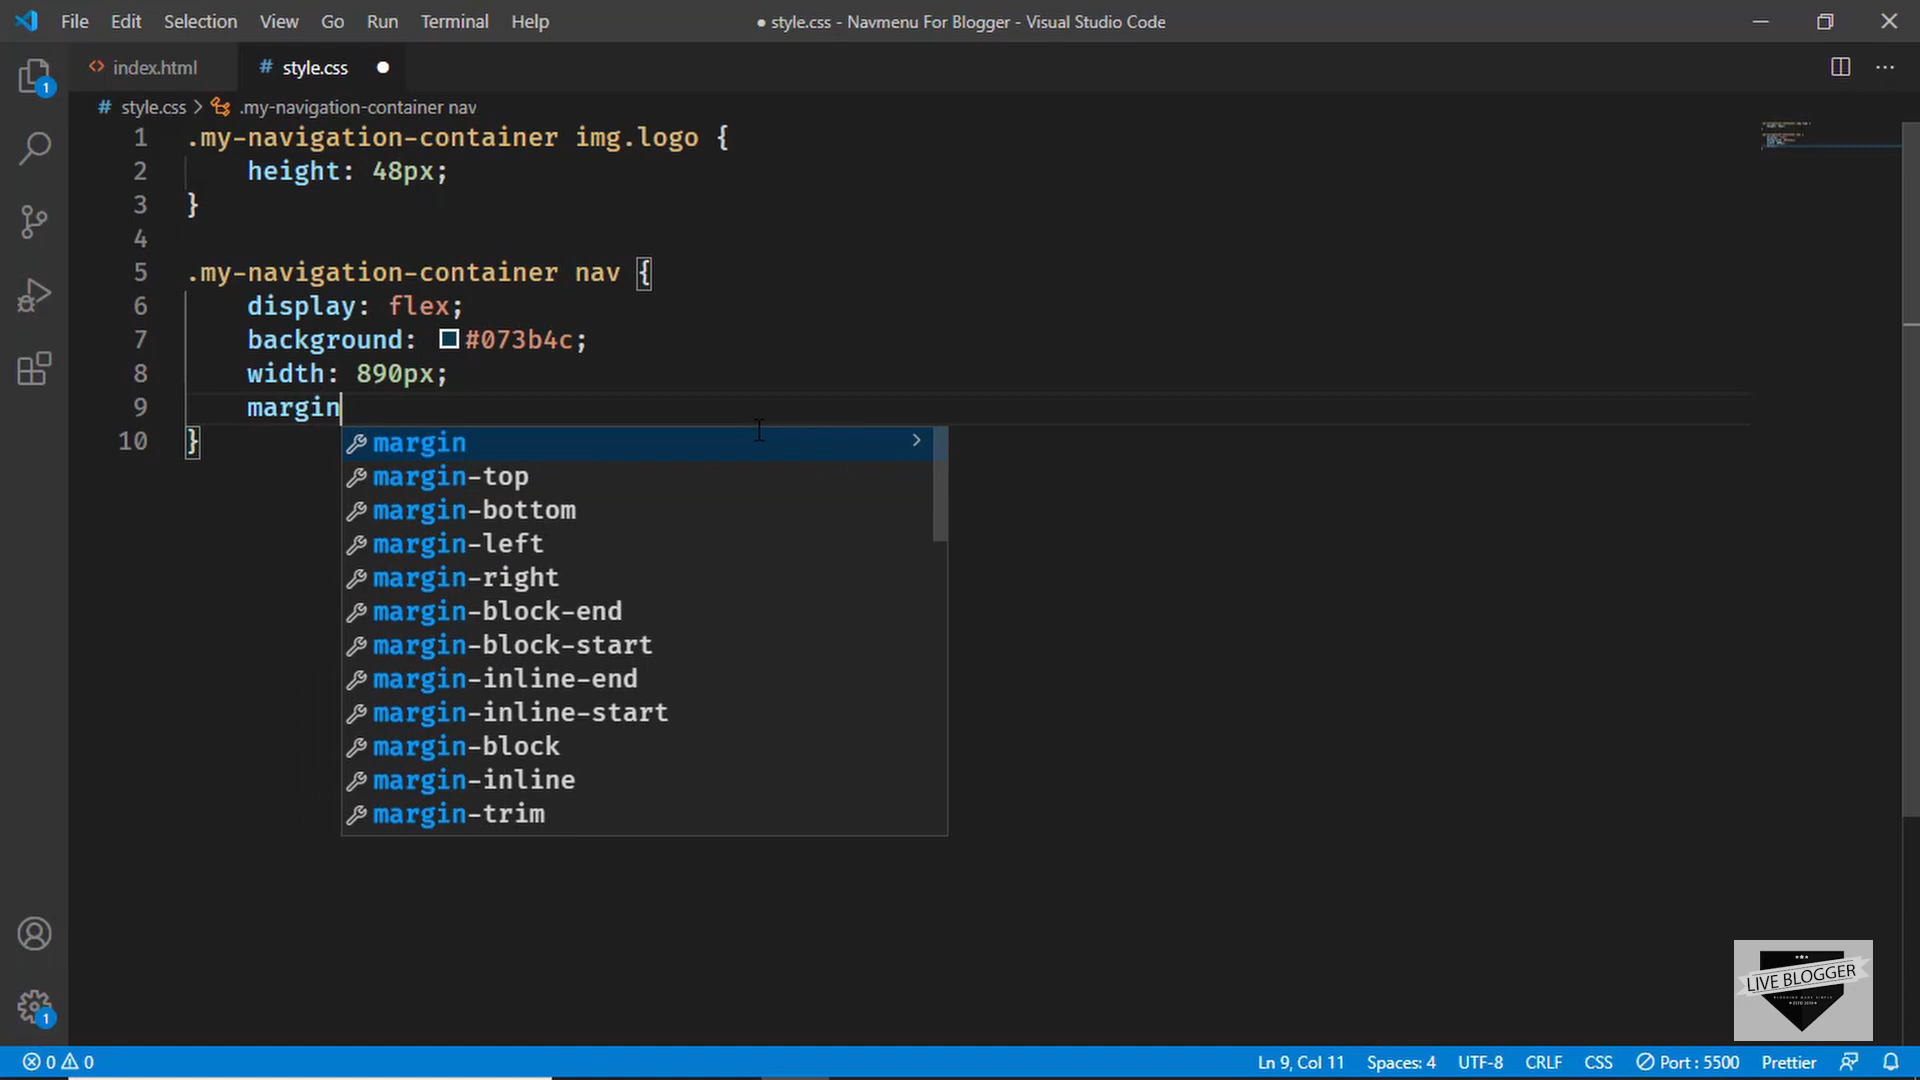 File Edit Selection View Go Run Terminal Help
● style.css - Navmenu For Blogger - Visual Studio Code
index.html
# style.css ●
# style.css > .my-navigation-container nav
1 .my-navigation-container img.logo {
2 height: 48px;
3 }
4
5 .my-navigation-container nav {
6 display: flex;
7 background: #073b4c;
8 width: 890px;
9 margin
10 }
margin
margin-top
margin-bottom
margin-left
margin-right
margin-block-end
margin-block-start
margin-inline-end
margin-inline-start
margin-block
margin-inline
margin-trim
1
1
LIVE BLOGGER
0 0
Ln 9, Col 11 Spaces: 4 UTF-8 CRLF CSS Port : 5500 Prettier